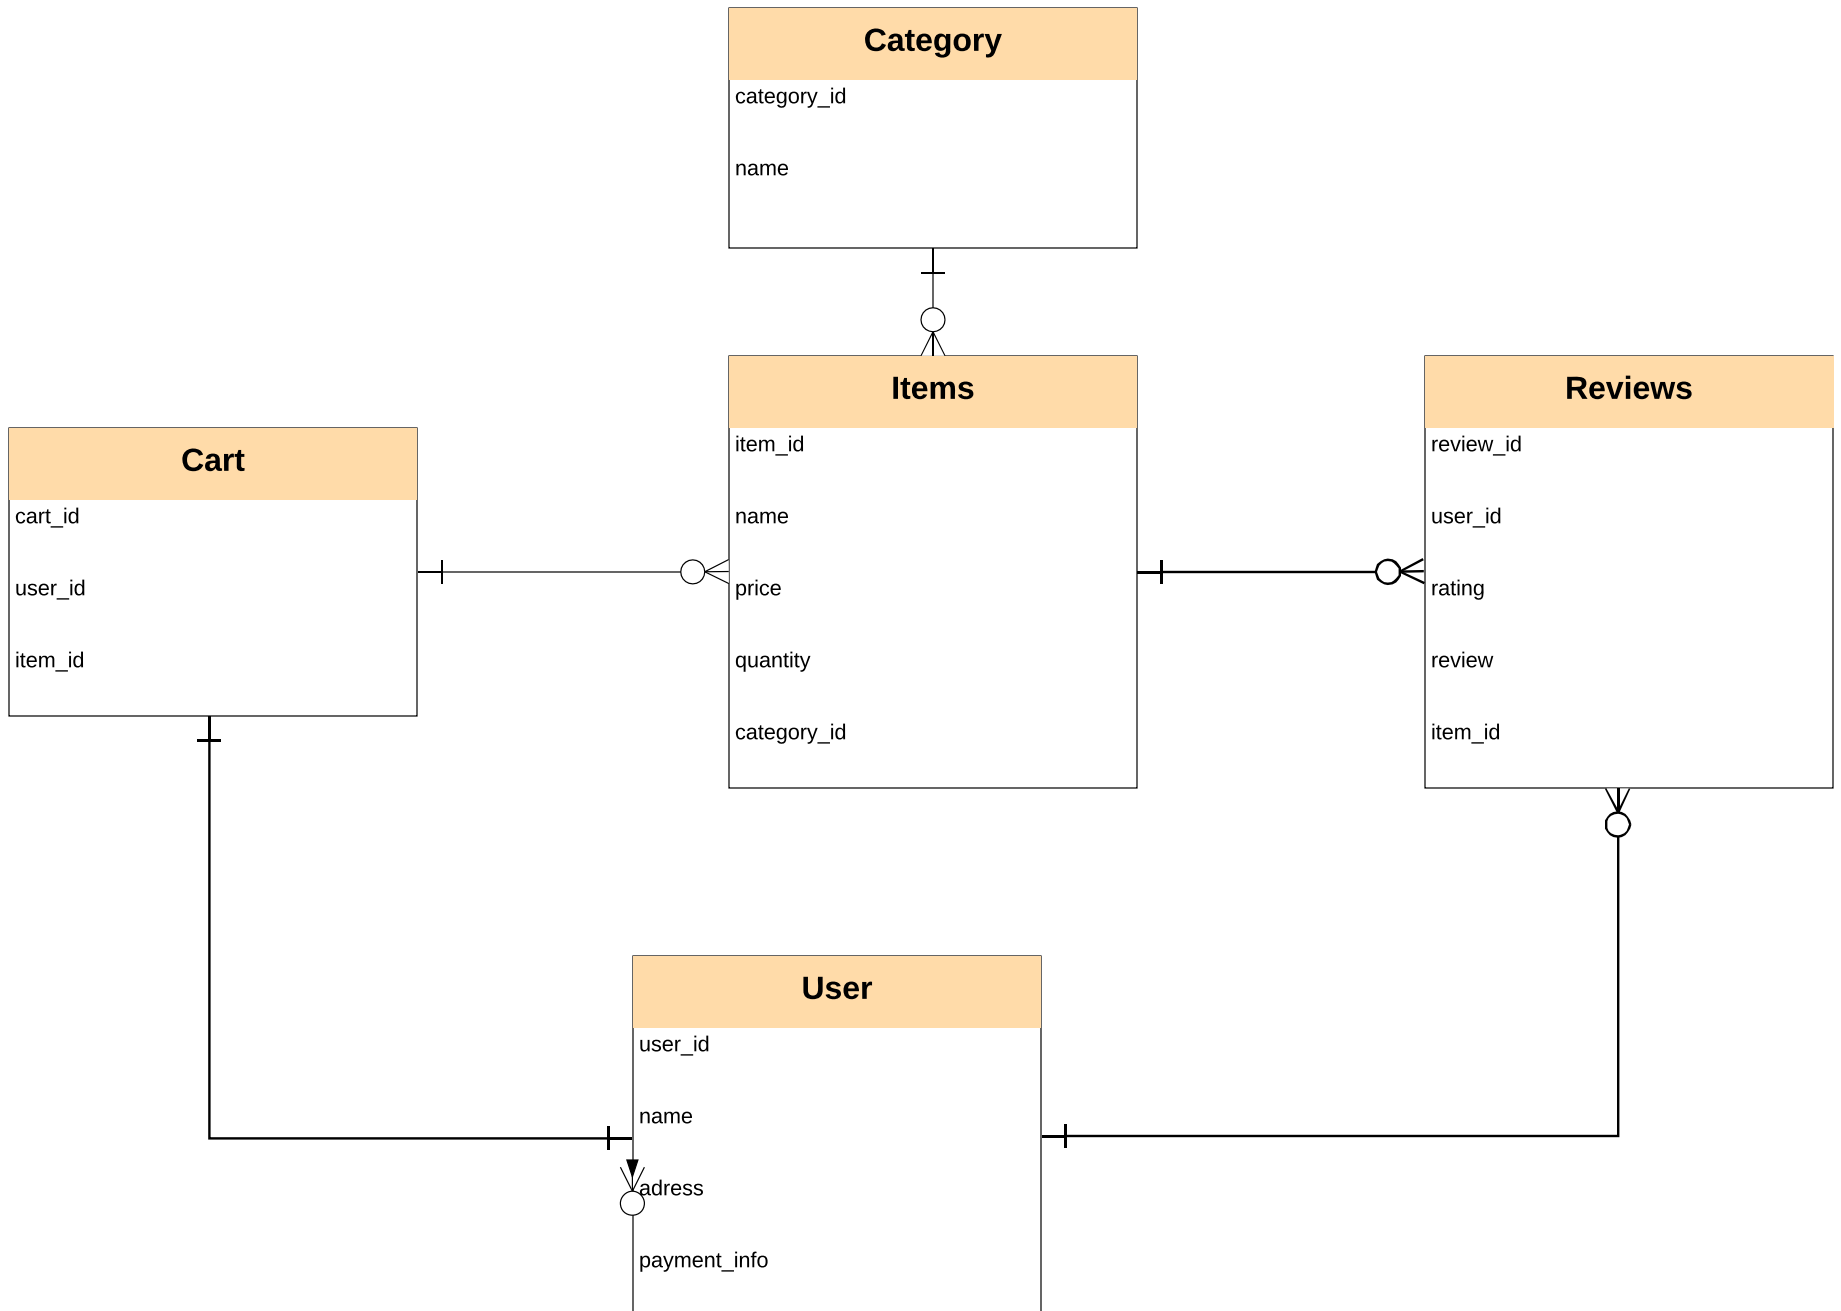 Category
category_id
name
Items
item_id
name
price
quantity
category_id
Reviews
review_id
user_id
rating
review
item_id
Cart
cart_id
user_id
item_id
User
user_id
name
adress
payment_info